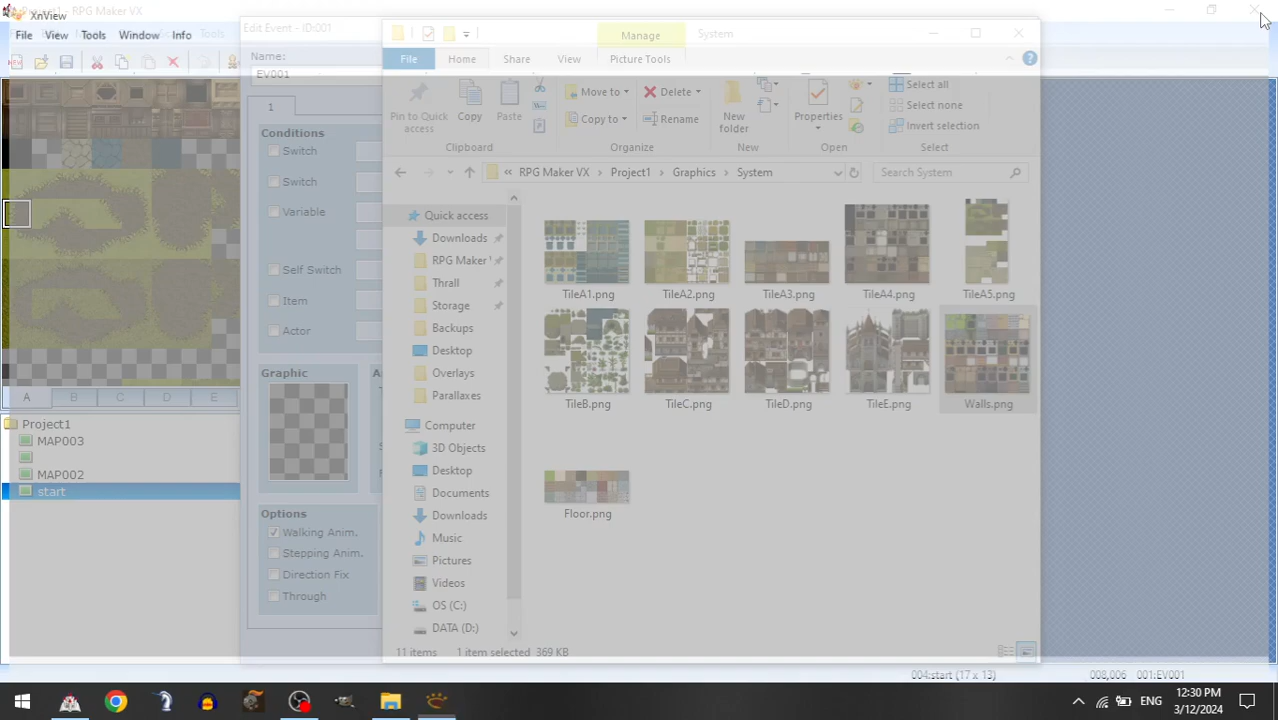 Project1 - RPG Maker VX
XnView
File View Tools Window Info
Edit Event - ID:001
Name:
EV001
1
Conditions
Switch
Switch
Variable
Self Switch
Item
Actor
Graphic
Options
Walking Anim.
Stepping Anim.
Direction Fix
Through
A B C D E
Project1
MAP003
MAP002
start
Manage
System
File Home Share View Picture Tools
Pin to Quick access
Copy
Paste
Clipboard
Move to
Copy to
Delete
Rename
Organize
New folder
New
Properties
Open
Select all
Select none
Invert selection
Select
« RPG Maker VX › Project1 › Graphics › System
Search System
Quick access
Downloads
RPG Maker
Thrall
Storage
Backups
Desktop
Overlays
Parallaxes
Computer
3D Objects
Desktop
Documents
Downloads
Music
Pictures
Videos
OS (C:)
DATA (D:)
TileA1.png TileA2.png TileA3.png TileA4.png TileA5.png
TileB.png TileC.png TileD.png TileE.png Walls.png
Floor.png
11 items 1 item selected 369 KB
004:start (17 x 13) 008,006 001:EV001
ENG
12:30 PM
3/12/2024